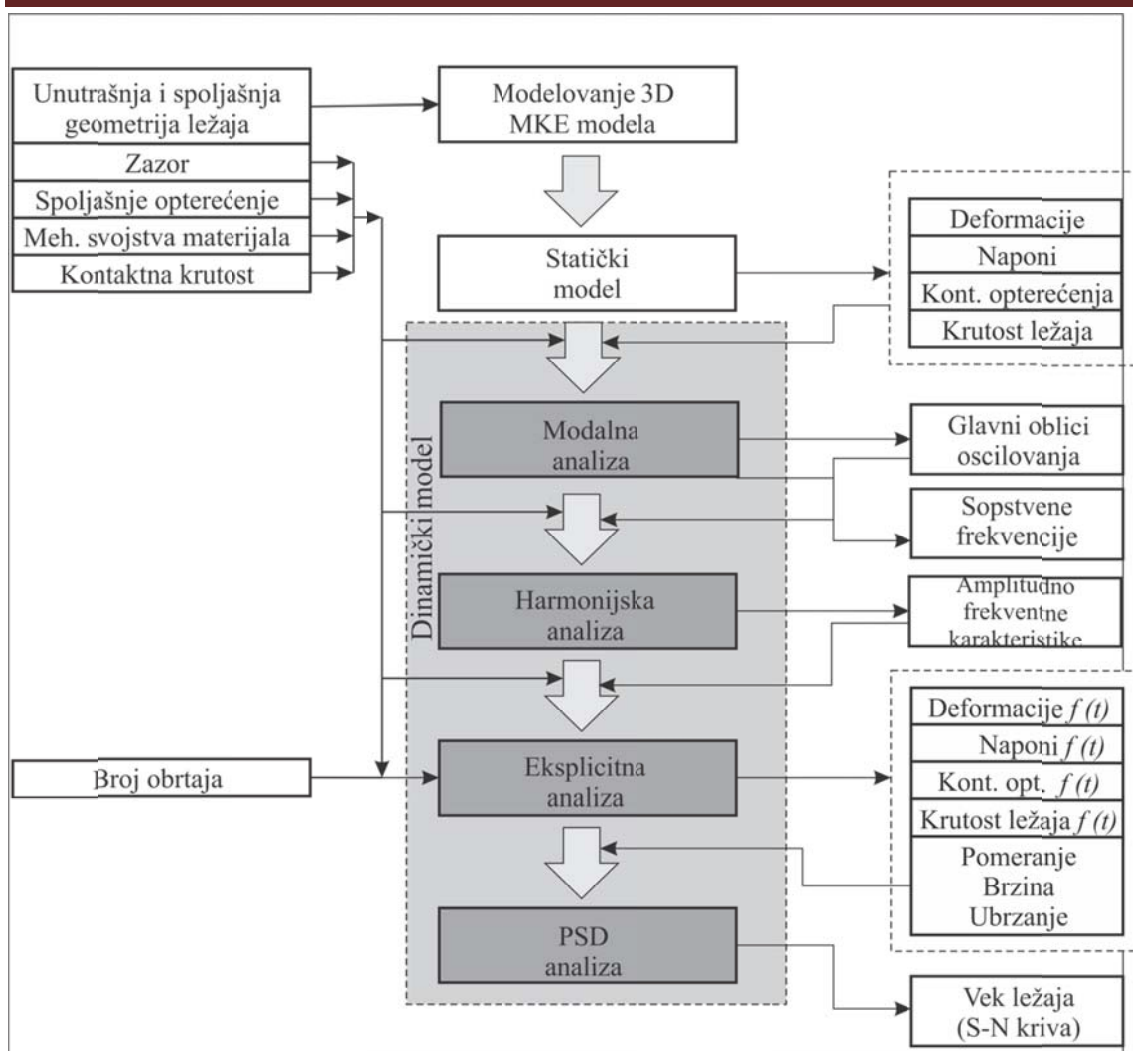 Unutrašnja i spoljašnja
geometrija ležaja
Zazor
Spoljašnje opterećenje
Meh. svojstva materijala
Kontaktna krutost
Broj obrtaja
Modelovanje 3D
MKE modela
Statički
model
Dinamički model
Modalna
analiza
Harmonijska
analiza
Eksplicitna
analiza
PSD
analiza
Deformacije
Naponi
Kont. opterećenja
Krutost ležaja
Glavni oblici
oscilovanja
Sopstvene
frekvencije
Amplitudno
frekventne
karakteristike
Deformacije f (t)
Naponi f (t)
Kont. opt. f (t)
Krutost ležaja f (t)
Pomeranje
Brzina
Ubrzanje
Vek ležaja
(S-N kriva)